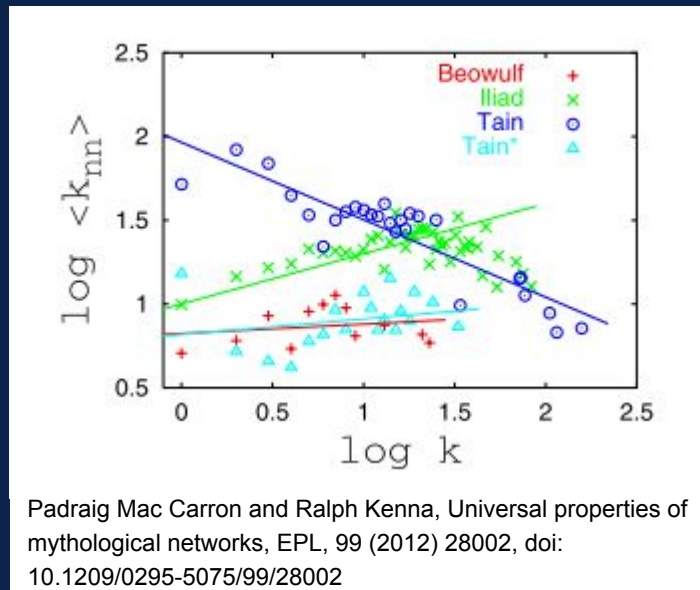 2.5
2
1.5
1
0.5
0
0.5
1
1.5
2
2.5
log <k_nn>
log k
Beowulf
Iliad
Tain
Tain*
Padraig Mac Carron and Ralph Kenna, Universal properties of
mythological networks, EPL, 99 (2012) 28002, doi:
10.1209/0295-5075/99/28002